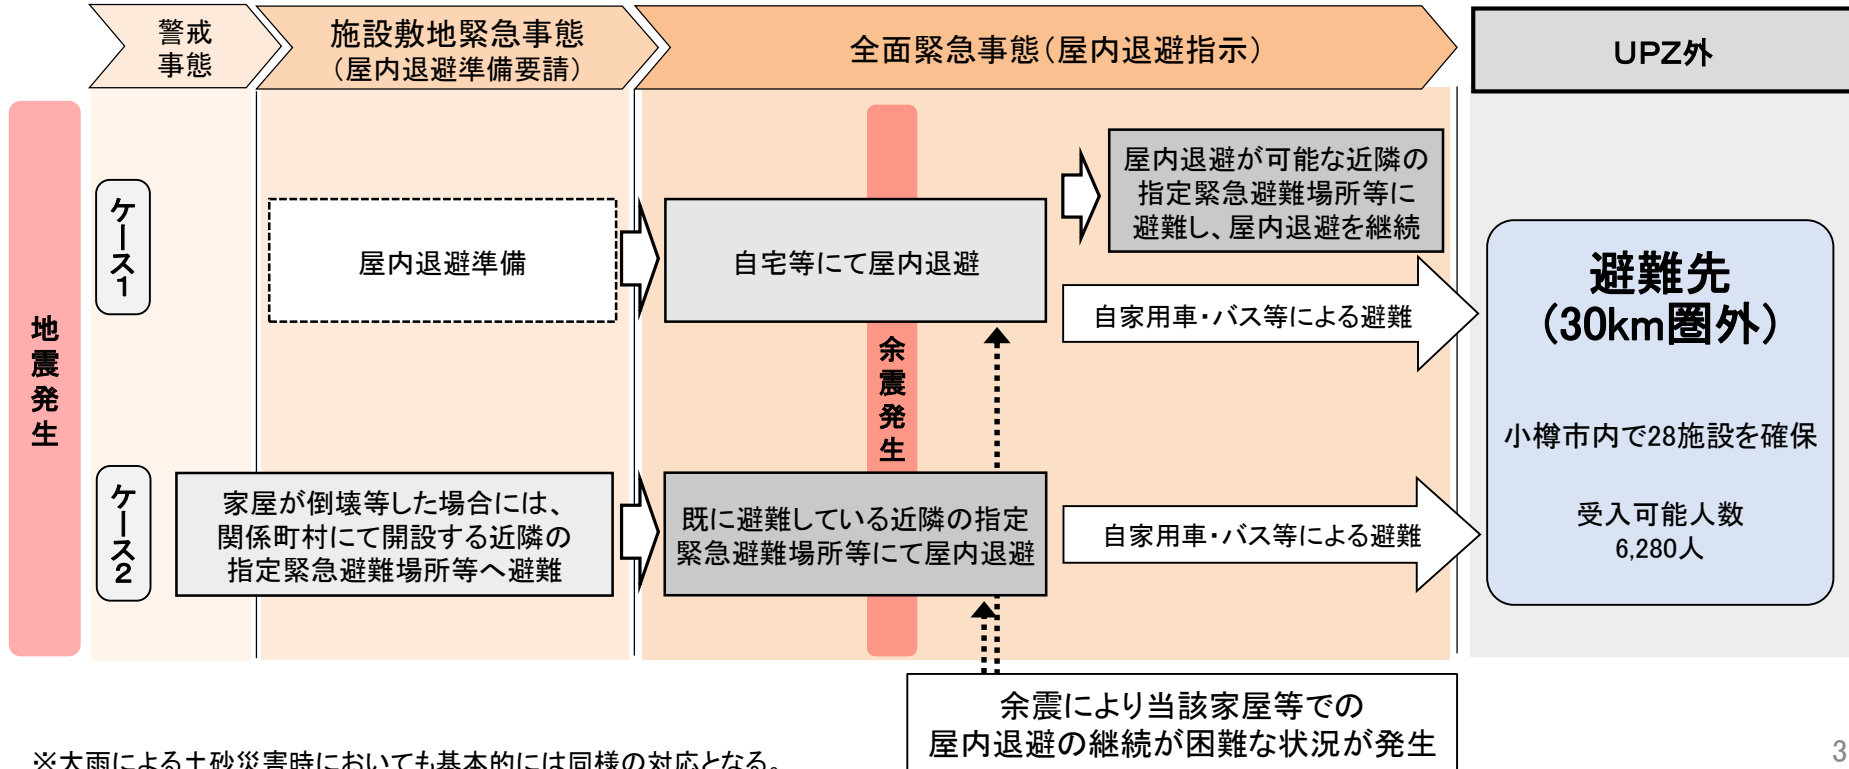 警戒
事態
施設敷地緊急事態
（屋内退避準備要請）
全面緊急事態（屋内退避指示）
UPZ外
地震発生
ケース1
屋内退避準備
自宅等にて屋内退避
屋内退避が可能な近隣の
指定緊急避難場所等に
避難し、屋内退避を継続
自家用車・バス等による避難
余震発生
ケース2
家屋が倒壊等した場合には、
関係町村にて開設する近隣の
指定緊急避難場所等へ避難
既に避難している近隣の指定
緊急避難場所等にて屋内退避
自家用車・バス等による避難
避難先
（30km圏外）
小樽市内で28施設を確保
受入可能人数
6,280人
余震により当該家屋等での
屋内退避の継続が困難な状況が発生
※大雨による土砂災害時においても基本的には同様の対応となる。
3